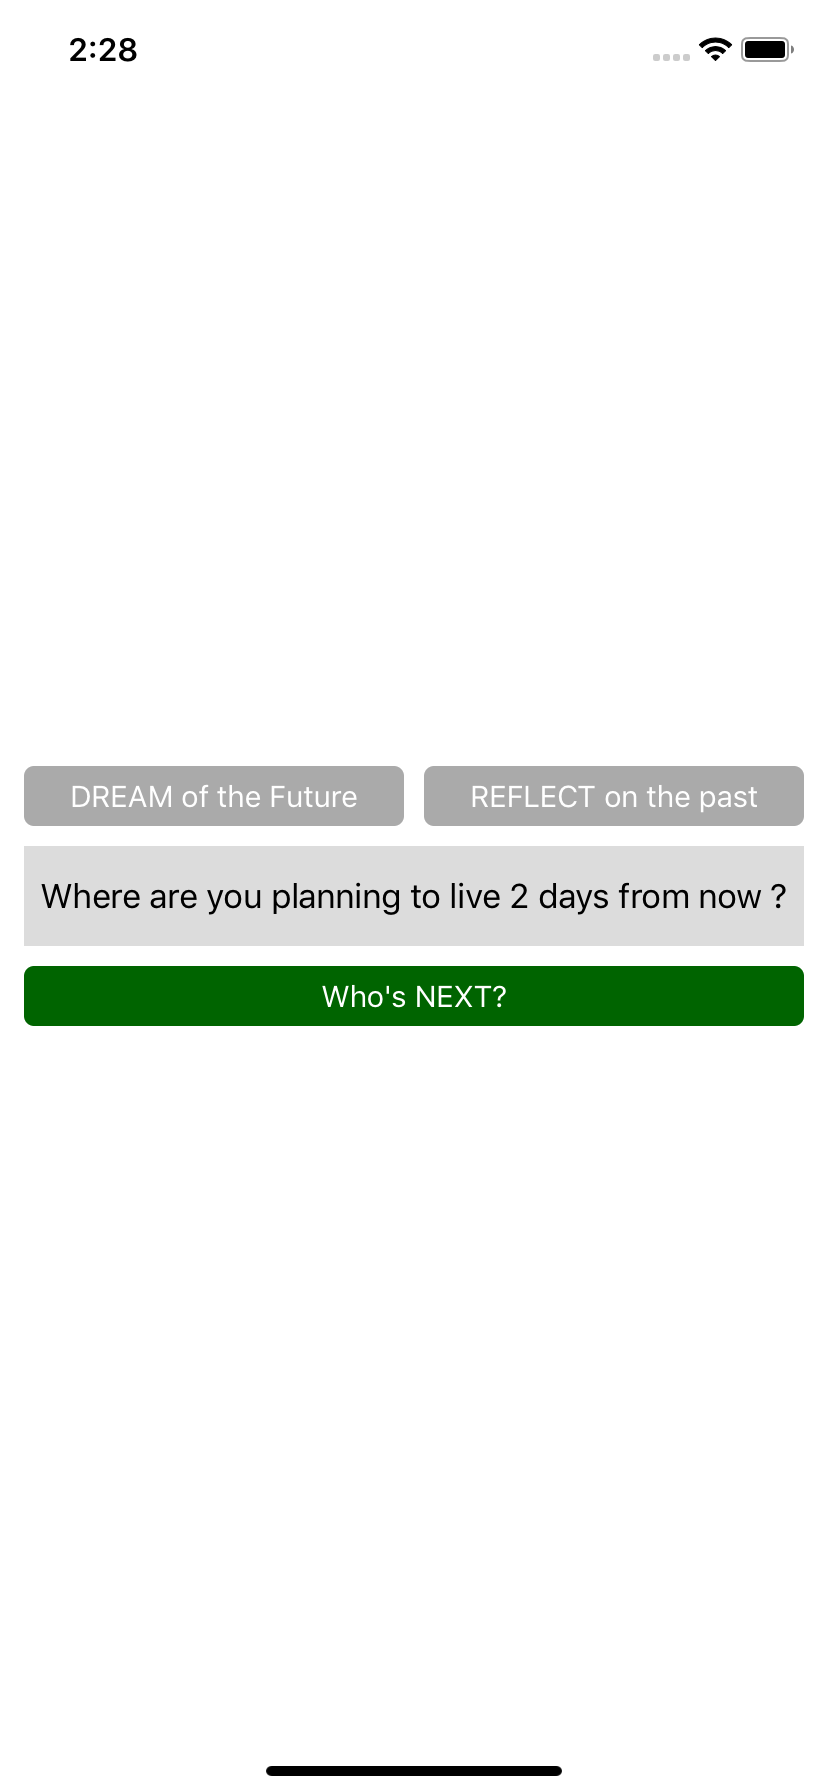 2:28
DREAM of the Future
REFLECT on the past
Where are you planning to live 2 days from now ?
Who's NEXT?